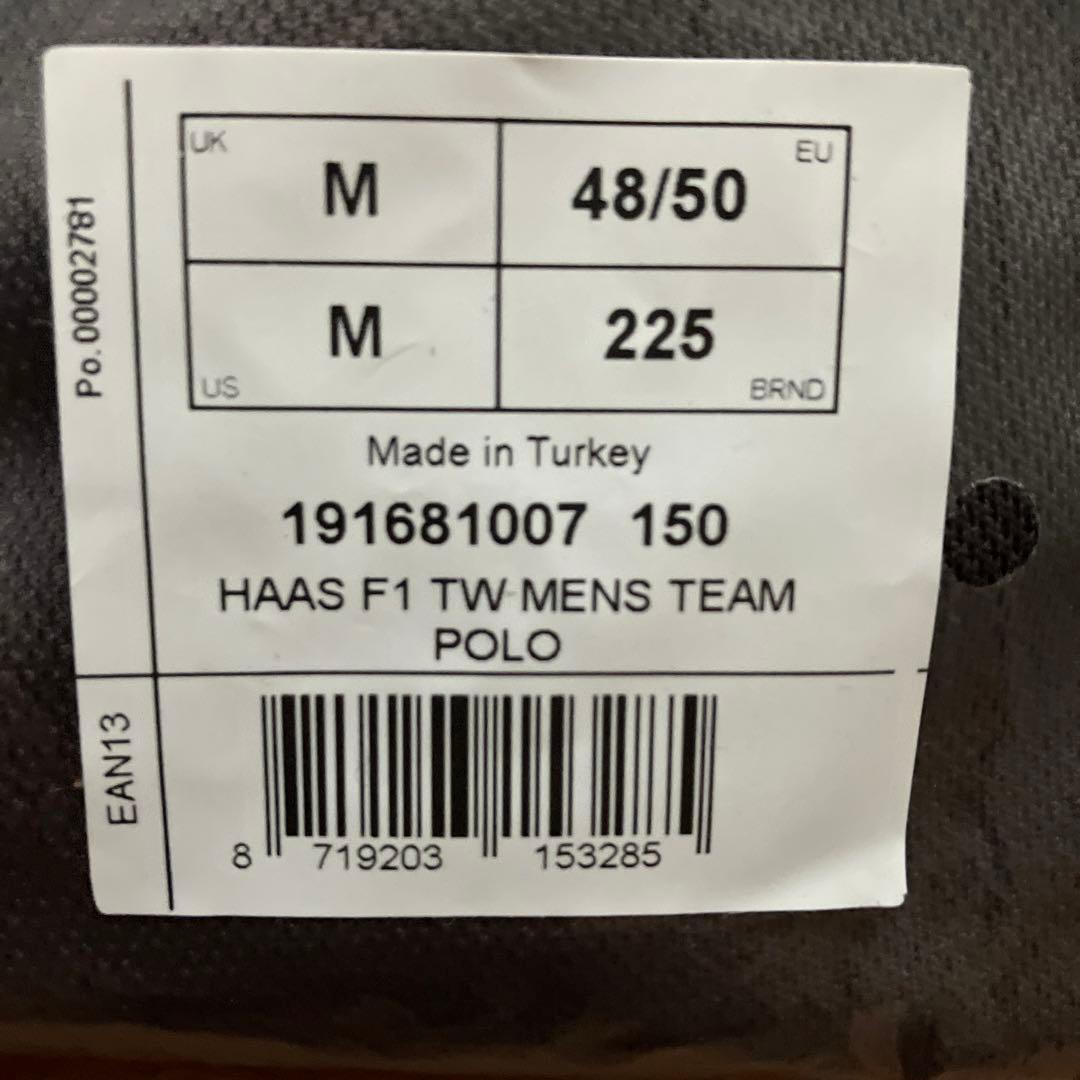 UK
M
48/50
EU
M
US
225
BRND
Made in Turkey
191681007 150
HAAS F1 TW MENS TEAM
POLO
Po. 00002781
EAN13
8 719203 153285